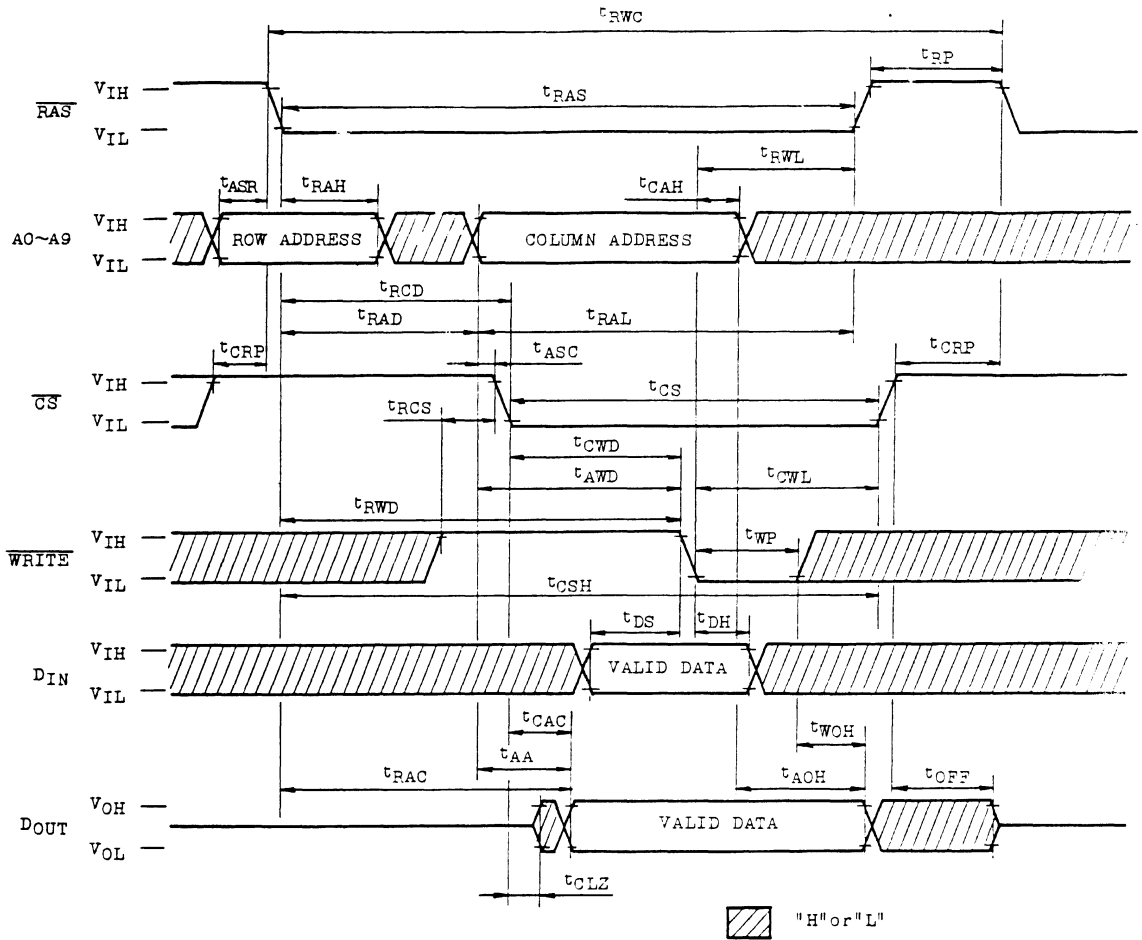 tRWC
tRP
VIH
RAS
tRAS
VIL
tRWL
tASR tRAH tCAH
VIH
A0~A9 ROW ADDRESS COLUMN ADDRESS
VIL
tRCD
tRAD tRAL
tCRP tASC tCRP
VIH
CS tCS
tRCS
VIL
tCWD
tAWD tCWL
tRWD
VIH
WRITE tWP
VIL
tCSH
tDS tDH
VIH
DIN VALID DATA
VIL
tCAC tWOH
tAA
tRAC tAOH tOFF
VOH
DOUT VALID DATA
VOL
tCLZ
"H"or"L"